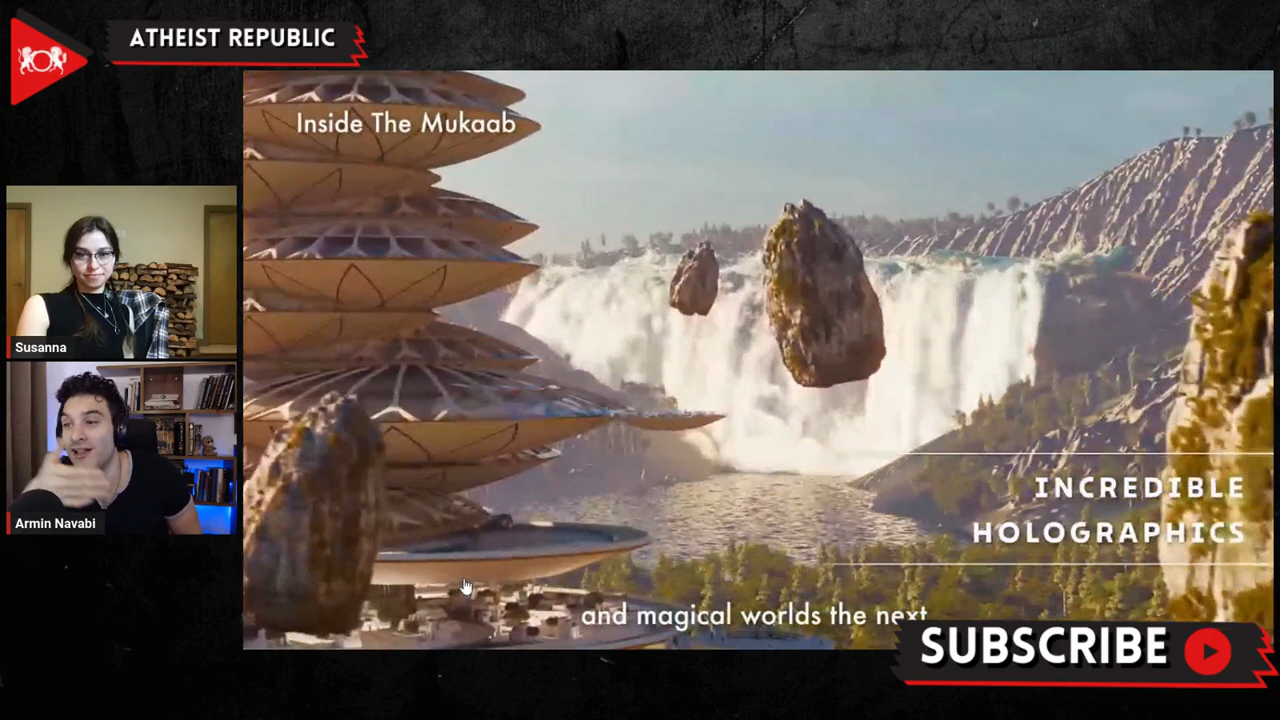 ATHEIST REPUBLIC
Inside The Mukaab
Susanna
Armin Navabi
INCREDIBLE
HOLOGRAPHICS
and magical worlds the next
SUBSCRIBE